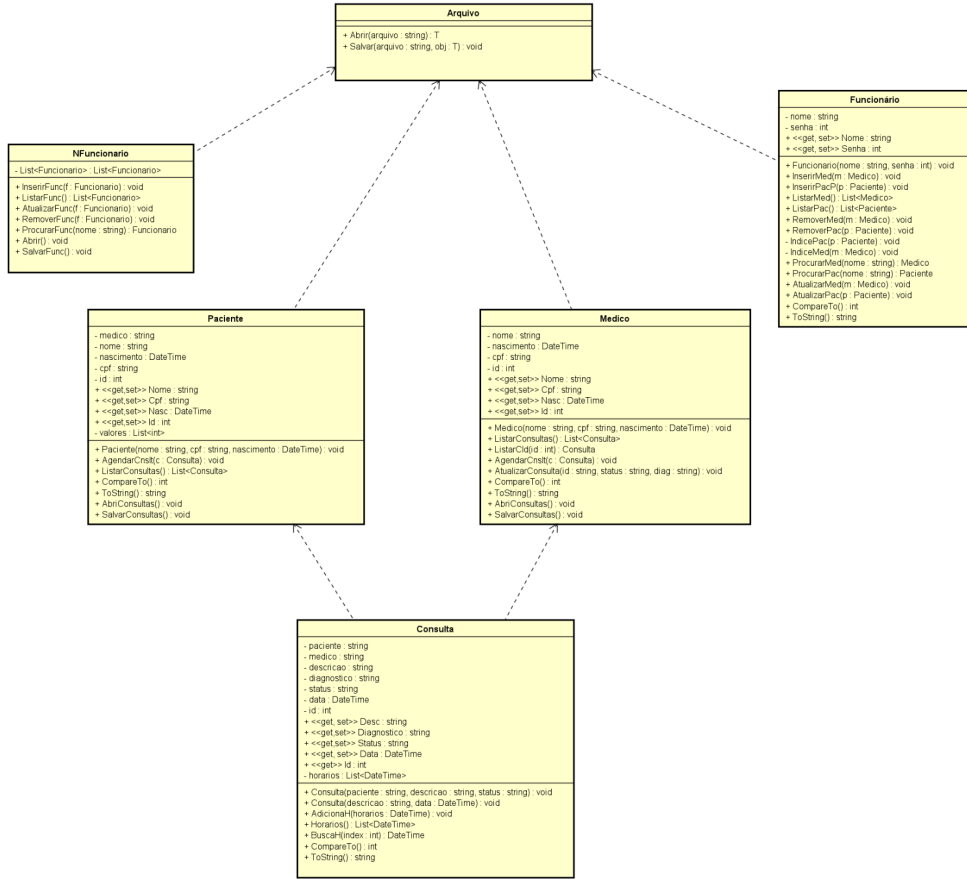 Arquivo
+ Abrir(arquivo : string) : T
+ Salvar(arquivo : string, obj : T) : void
NFuncionario
- List<Funcionario> : List<Funcionario>
+ InserirFunc(f : Funcionario) : void
+ ListarFunc() : List<Funcionario>
+ AtualizarFunc(f : Funcionario) : void
+ RemoverFunc(f : Funcionario) : void
+ ProcurarFunc(nome : string) : Funcionario
+ Abrir() : void
+ SalvarFunc() : void
Funcionário
- nome : string
- senha : int
+ <<get, set>> Nome : string
+ <<get, set>> Senha : int
+ Funcionario(nome : string, senha : int) : void
+ InserirMed(m : Medico) : void
+ InserirPacP(p : Paciente) : void
+ ListarMed() : List<Medico>
+ ListarPac() : List<Paciente>
+ RemoverMed(m : Medico) : void
+ RemoverPac(p : Paciente) : void
- IndicePac(p : Paciente) : void
- IndiceMed(m : Medico) : void
+ ProcurarMed(nome : string) : Medico
+ ProcurarPac(nome : string) : Paciente
+ AtualizarMed(m : Medico) : void
+ AtualizarPac(p : Paciente) : void
+ CompareTo() : int
+ ToString() : string
Paciente
- medico : string
- nome : string
- nascimento : DateTime
- cpf : string
- id : int
+ <<get,set>> Nome : string
+ <<get,set>> Cpf : string
+ <<get,set>> Nasc : DateTime
+ <<get,set>> Id : int
- valores : List<int>
+ Paciente(nome : string, cpf : string, nascimento : DateTime) : void
+ AgendarCnslt(c : Consulta) : void
+ ListarConsultas() : List<Consulta>
+ CompareTo() : int
+ ToString() : string
+ AbriConsultas() : void
+ SalvarConsultas() : void
Medico
- nome : string
- nascimento : DateTime
- cpf : string
- id : int
+ <<get,set>> Nome : string
+ <<get,set>> Cpf : string
+ <<get,set>> Nasc : DateTime
+ <<get,set>> Id : int
+ Medico(nome : string, cpf : string, nascimento : DateTime) : void
+ ListarConsultas() : List<Consulta>
+ ListarCId(id : int) : Consulta
+ AgendarCnslt(c : Consulta) : void
+ AtualizarConsulta(id : string, status : string, diag : string) : void
+ CompareTo() : int
+ ToString() : string
+ AbriConsultas() : void
+ SalvarConsultas() : void
Consulta
- paciente : string
- medico : string
- descricao : string
- diagnostico : string
- status : string
- data : DateTime
- id : int
+ <<get, set>> Desc : string
+ <<get,set>> Diagnostico : string
+ <<get,set>> Status : string
+ <<get, set>> Data : DateTime
+ <<get>> Id : int
- horarios : List<DateTime>
+ Consulta(paciente : string, descricao : string, status : string) : void
+ Consulta(descricao : string, data : DateTime) : void
+ AdicionaH(horarios : DateTime) : void
+ Horarios() : List<DateTime>
+ BuscaH(index : int) : DateTime
+ CompareTo() : int
+ ToString() : string